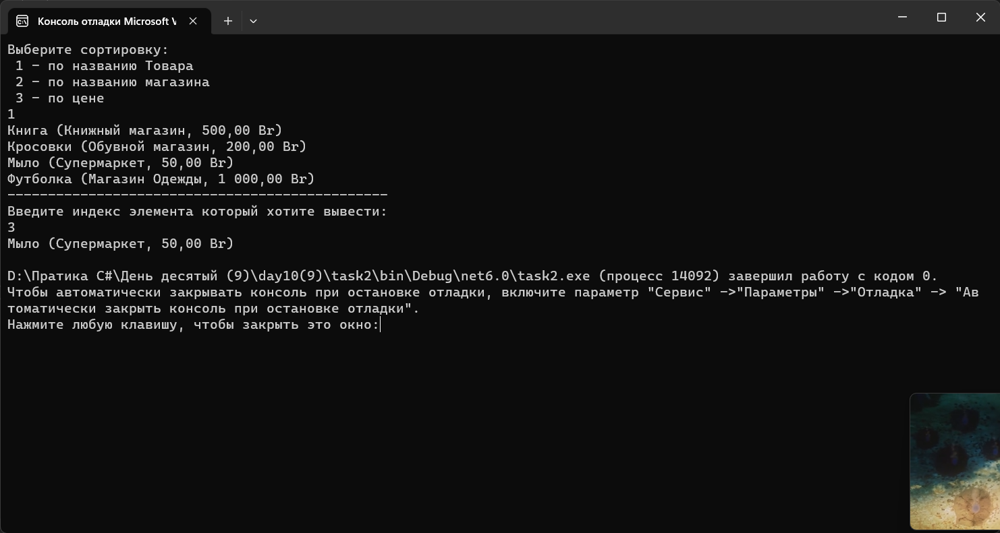 Консоль отладки Microsoft V
Выберите сортировку:
 1 - по названию Товара
 2 - по названию магазина
 3 - по цене
1
Книга (Книжный магазин, 500,00 Br)
Кросовки (Обувной магазин, 200,00 Br)
Мыло (Супермаркет, 50,00 Br)
Футболка (Магазин Одежды, 1 000,00 Br)
-----------------------------------------------
Введите индекс элемента который хотите вывести:
3
Мыло (Супермаркет, 50,00 Br)
D:\Пратика C#\День десятый (9)\day10(9)\task2\bin\Debug\net6.0\task2.exe (процесс 14092) завершил работу с кодом 0.
Чтобы автоматически закрывать консоль при остановке отладки, включите параметр "Сервис" ->"Параметры" ->"Отладка" -> "Ав
томатически закрыть консоль при остановке отладки".
Нажмите любую клавишу, чтобы закрыть это окно: